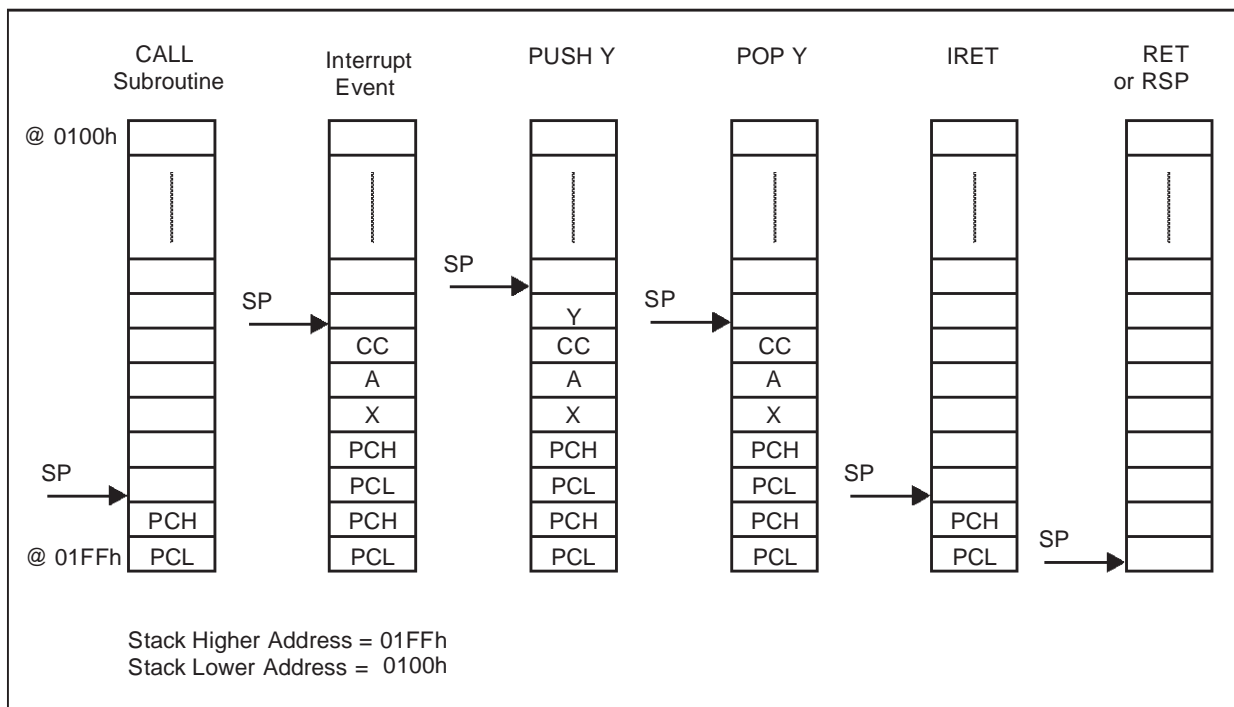 CALL
Subroutine
Interrupt
Event
PUSH Y
POP Y
IRET
RET
or RSP
@ 0100h
SP
SP
SP
SP
SP
SP
Y
CC
CC
CC
A
A
A
X
X
X
PCH
PCH
PCH
PCL
PCL
PCL
PCH
PCH
PCH
PCH
PCH
@ 01FFh
PCL
PCL
PCL
PCL
PCL
Stack Higher Address = 01FFh
Stack Lower Address = 0100h